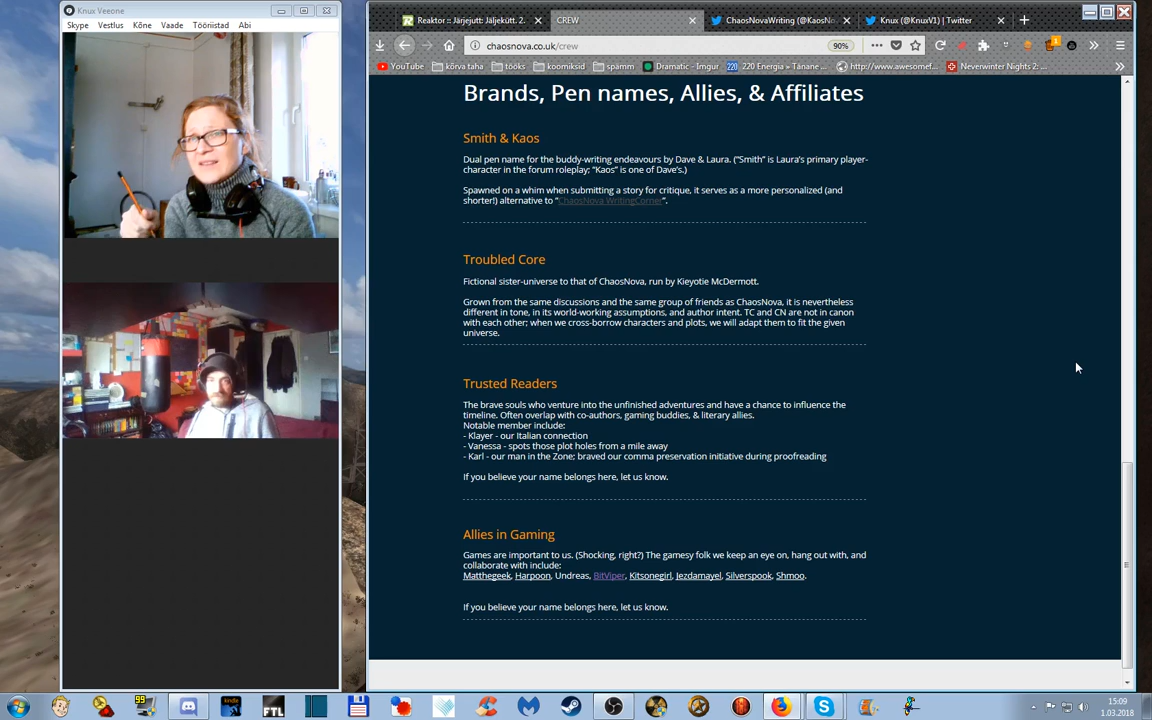 Knux Veeone
Skype Vestlus Kõne Vaade Tööriistad Abi
Reaktor :: Järjejutt: Jäljekütt. 2.
CREW
ChaosNovaWriting (@KaosNo
Knux (@KnuxV1) | Twitter
chaosnova.co.uk/crew
90%
YouTube kõrva taha tööks koomiksid spämm Dramatic - Imgur 220 Energia » Tänane ... http://www.awesomef... Neverwinter Nights 2: ...
Brands, Pen names, Allies, & Affiliates
Smith & Kaos
Dual pen name for the buddy-writing endeavours by Dave & Laura. ("Smith" is Laura's primary player-
character in the forum roleplay; "Kaos" is one of Dave's.)
Spawned on a whim when submitting a story for critique, it serves as a more personalized (and
shorter!) alternative to "ChaosNova WritingCorner".
Troubled Core
Fictional sister-universe to that of ChaosNova, run by Kieyotie McDermott.
Grown from the same discussions and the same group of friends as ChaosNova, it is nevertheless
different in tone, in its world-working assumptions, and author intent. TC and CN are not in canon
with each other; when we cross-borrow characters and plots, we will adapt them to fit the given
universe.
Trusted Readers
The brave souls who venture into the unfinished adventures and have a chance to influence the
timeline. Often overlap with co-authors, gaming buddies, & literary allies.
Notable member include:
- Klayer - our Italian connection
- Vanessa - spots those plot holes from a mile away
- Karl - our man in the Zone; braved our comma preservation initiative during proofreading
If you believe your name belongs here, let us know.
Allies in Gaming
Games are important to us. (Shocking, right?) The gamesy folk we keep an eye on, hang out with, and
collaborate with include:
Matthegeek, Harpoon, Undreas, BitViper, Kitsonegirl, Jezdamayel, Silverspook, Shmoo.
If you believe your name belongs here, let us know.
99
kindle
FTL
15:09
1.03.2018